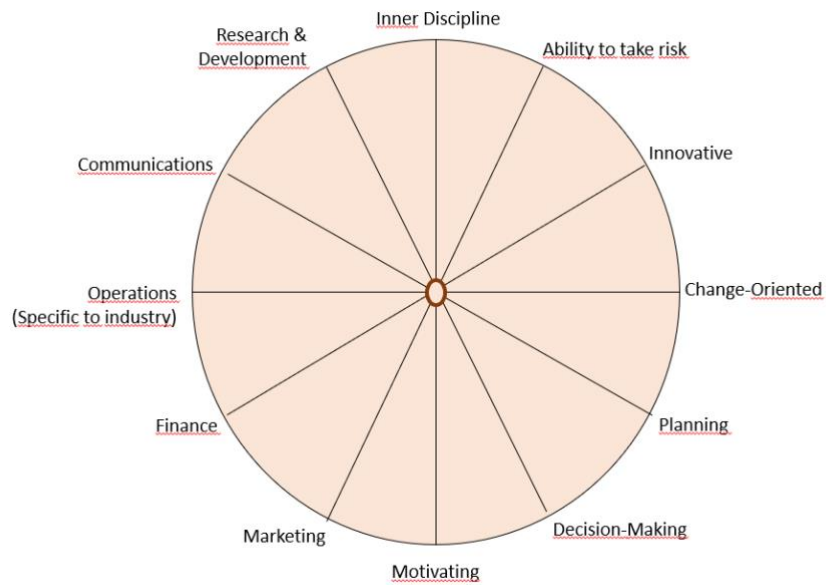 Inner Discipline
Ability to take risk
Innovative
Change-Oriented
Planning
Decision-Making
Motivating
Marketing
Finance
Operations
(Specific to industry)
Communications
Research &
Development